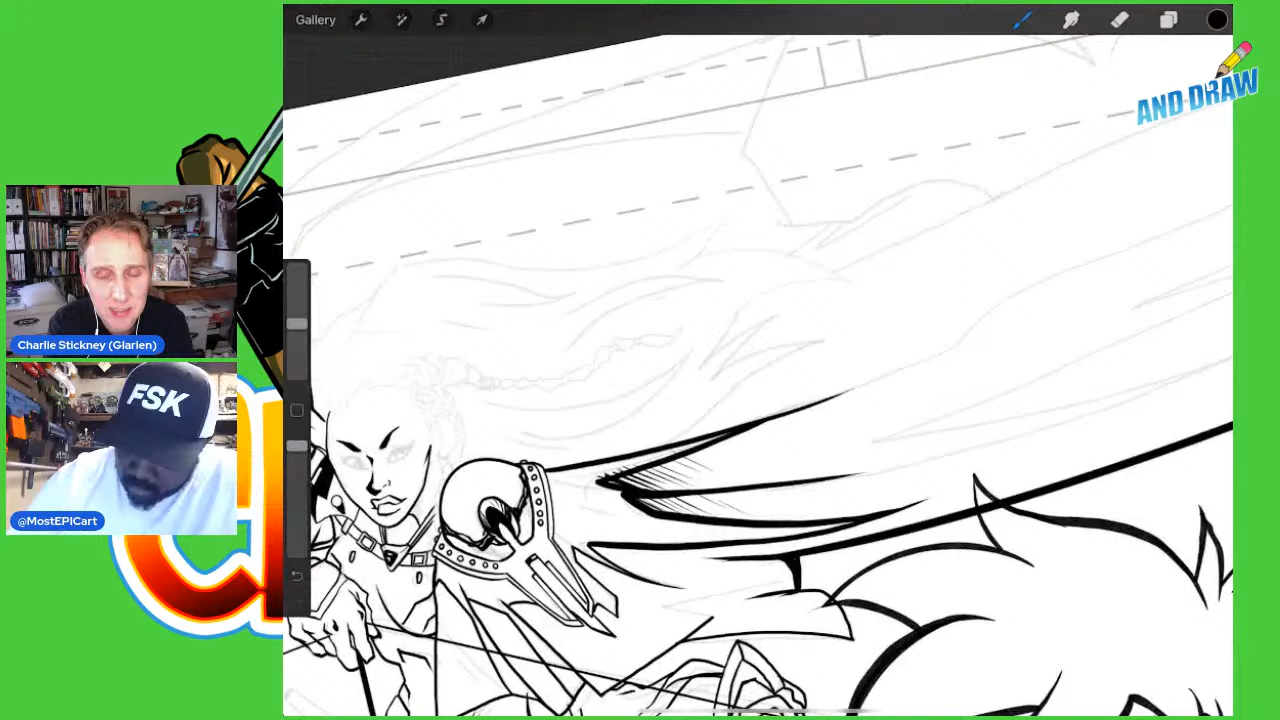 Gallery
AND DRAW
Charlie Stickney (Glarien)
FSK
@MostEPICart